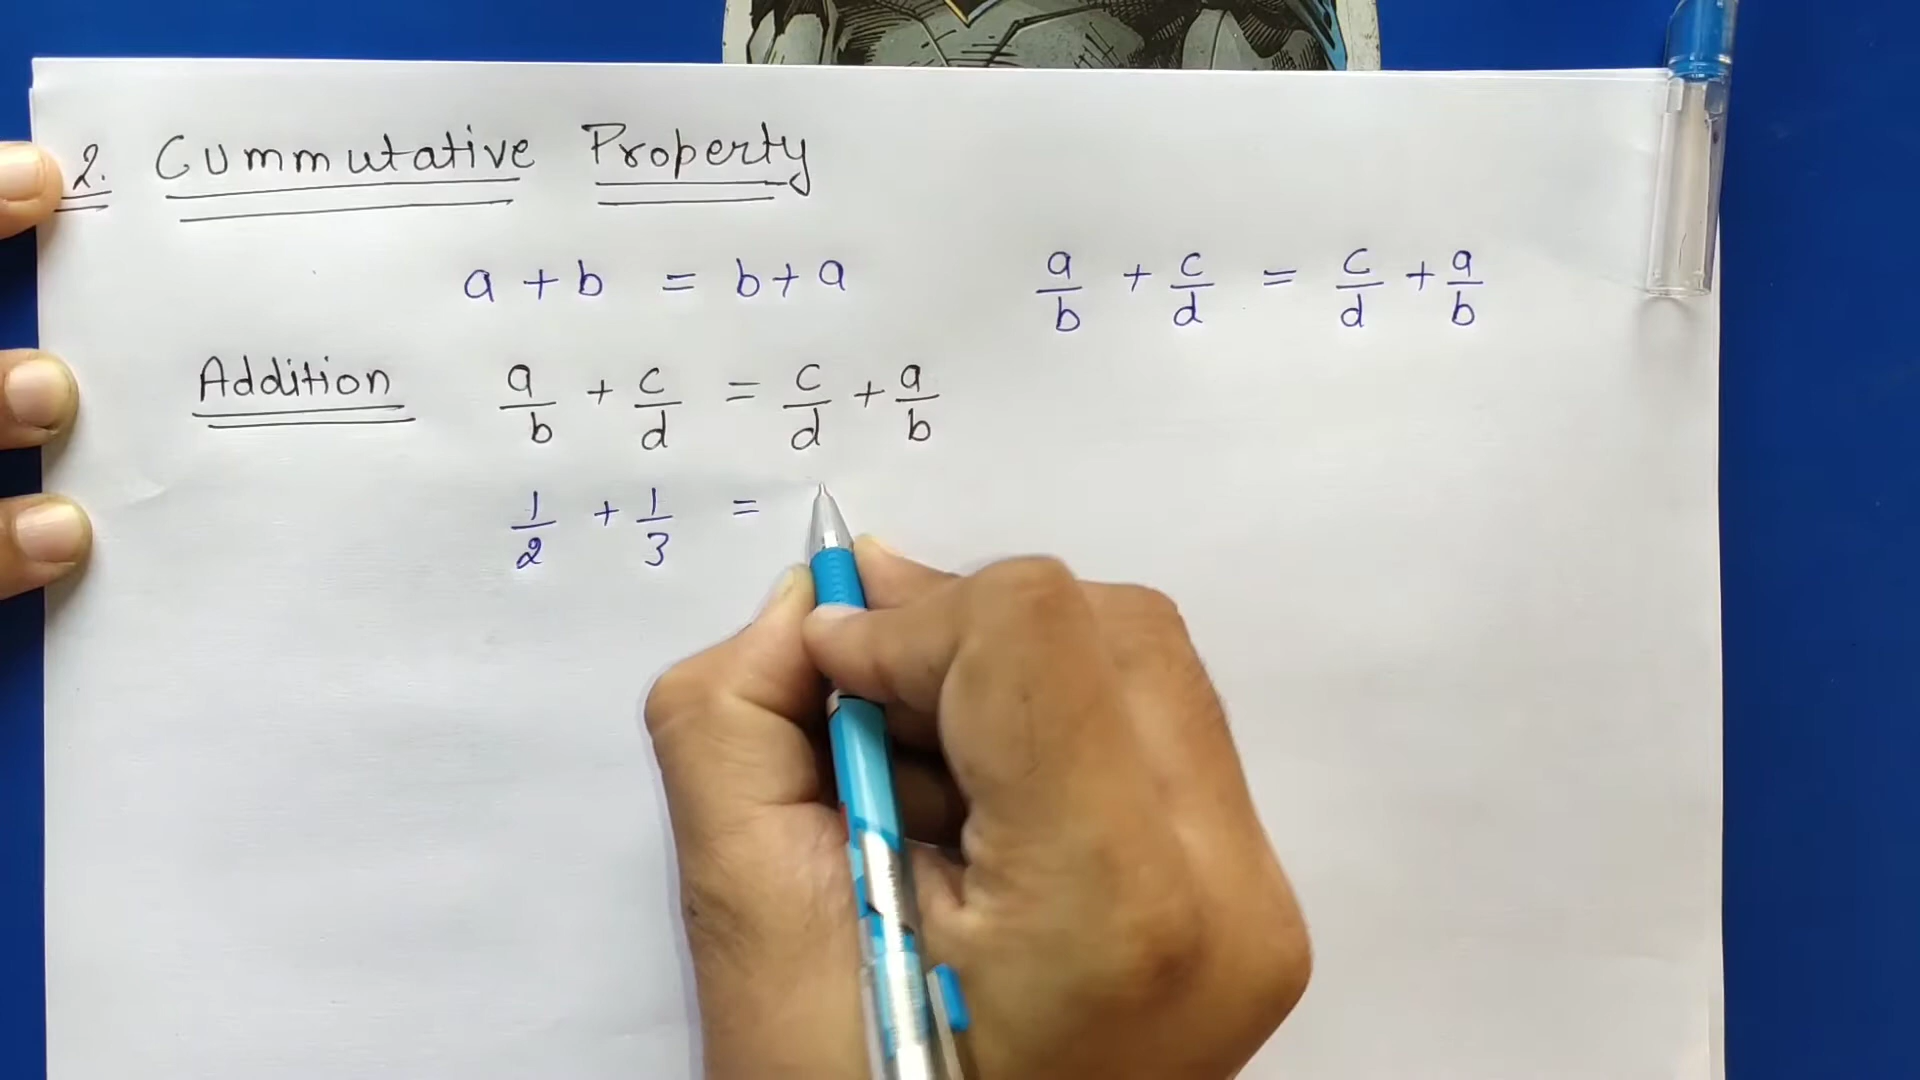 2. Cummutative Property
a + b = b + a
a/b + c/d = c/d + a/b
Addition a/b + c/d = c/d + a/b
1/2 + 1/3 =